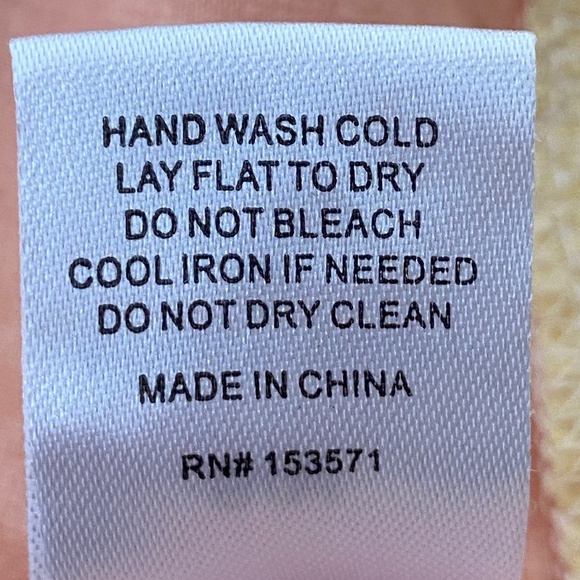 HAND WASH COLD
LAY FLAT TO DRY
DO NOT BLEACH
COOL IRON IF NEEDED
DO NOT DRY CLEAN
MADE IN CHINA
RN# 153571